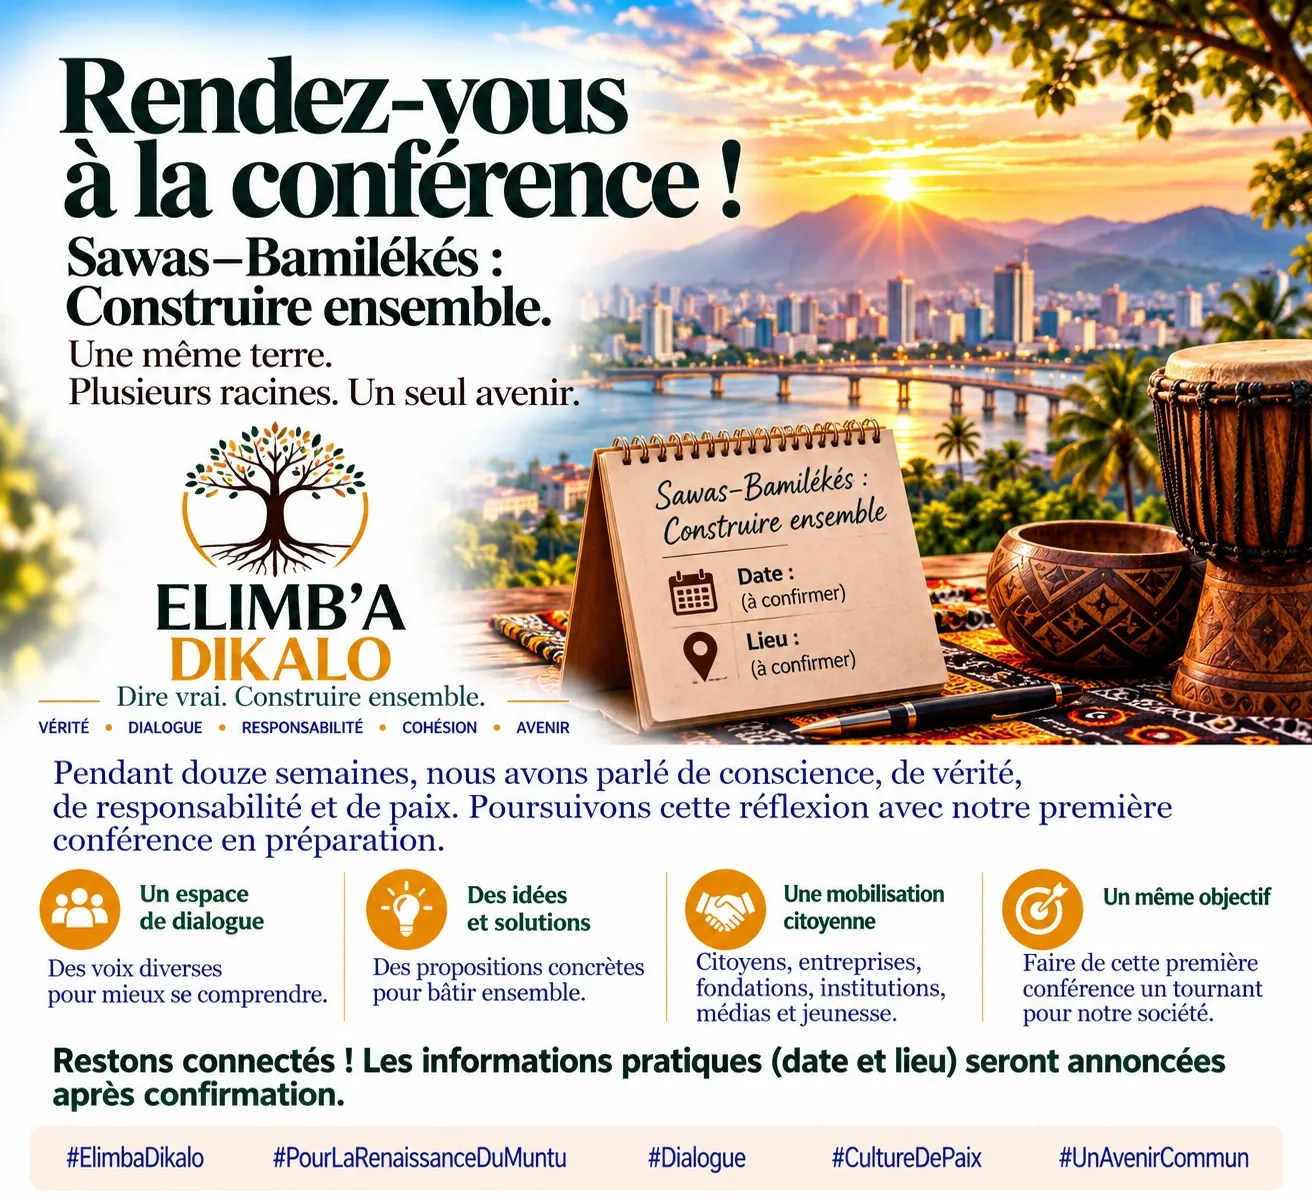 Rendez-vous
à la conférence !
Sawas–Bamilékés :
Construire ensemble.
Une même terre.
Plusieurs racines. Un seul avenir.
ELIMB’A
DIKALO
Dire vrai. Construire ensemble.
VÉRITÉ • DIALOGUE • RESPONSABILITÉ • COHÉSION • AVENIR
Sawas–Bamilékés :
Construire ensemble
Date :
(à confirmer)
Lieu :
(à confirmer)
Pendant douze semaines, nous avons parlé de conscience, de vérité,
de responsabilité et de paix. Poursuivons cette réflexion avec notre première
conférence en préparation.
Un espace
de dialogue
Des voix diverses
pour mieux se comprendre.
Des idées
et solutions
Des propositions concrètes
pour bâtir ensemble.
Une mobilisation
citoyenne
Citoyens, entreprises,
fondations, institutions,
médias et jeunesse.
Un même objectif
Faire de cette première
conférence un tournant
pour notre société.
Restons connectés ! Les informations pratiques (date et lieu) seront annoncées
après confirmation.
#ElimbaDikalo #PourLaRenaissanceDuMuntu #Dialogue #CultureDePaix #UnAvenirCommun